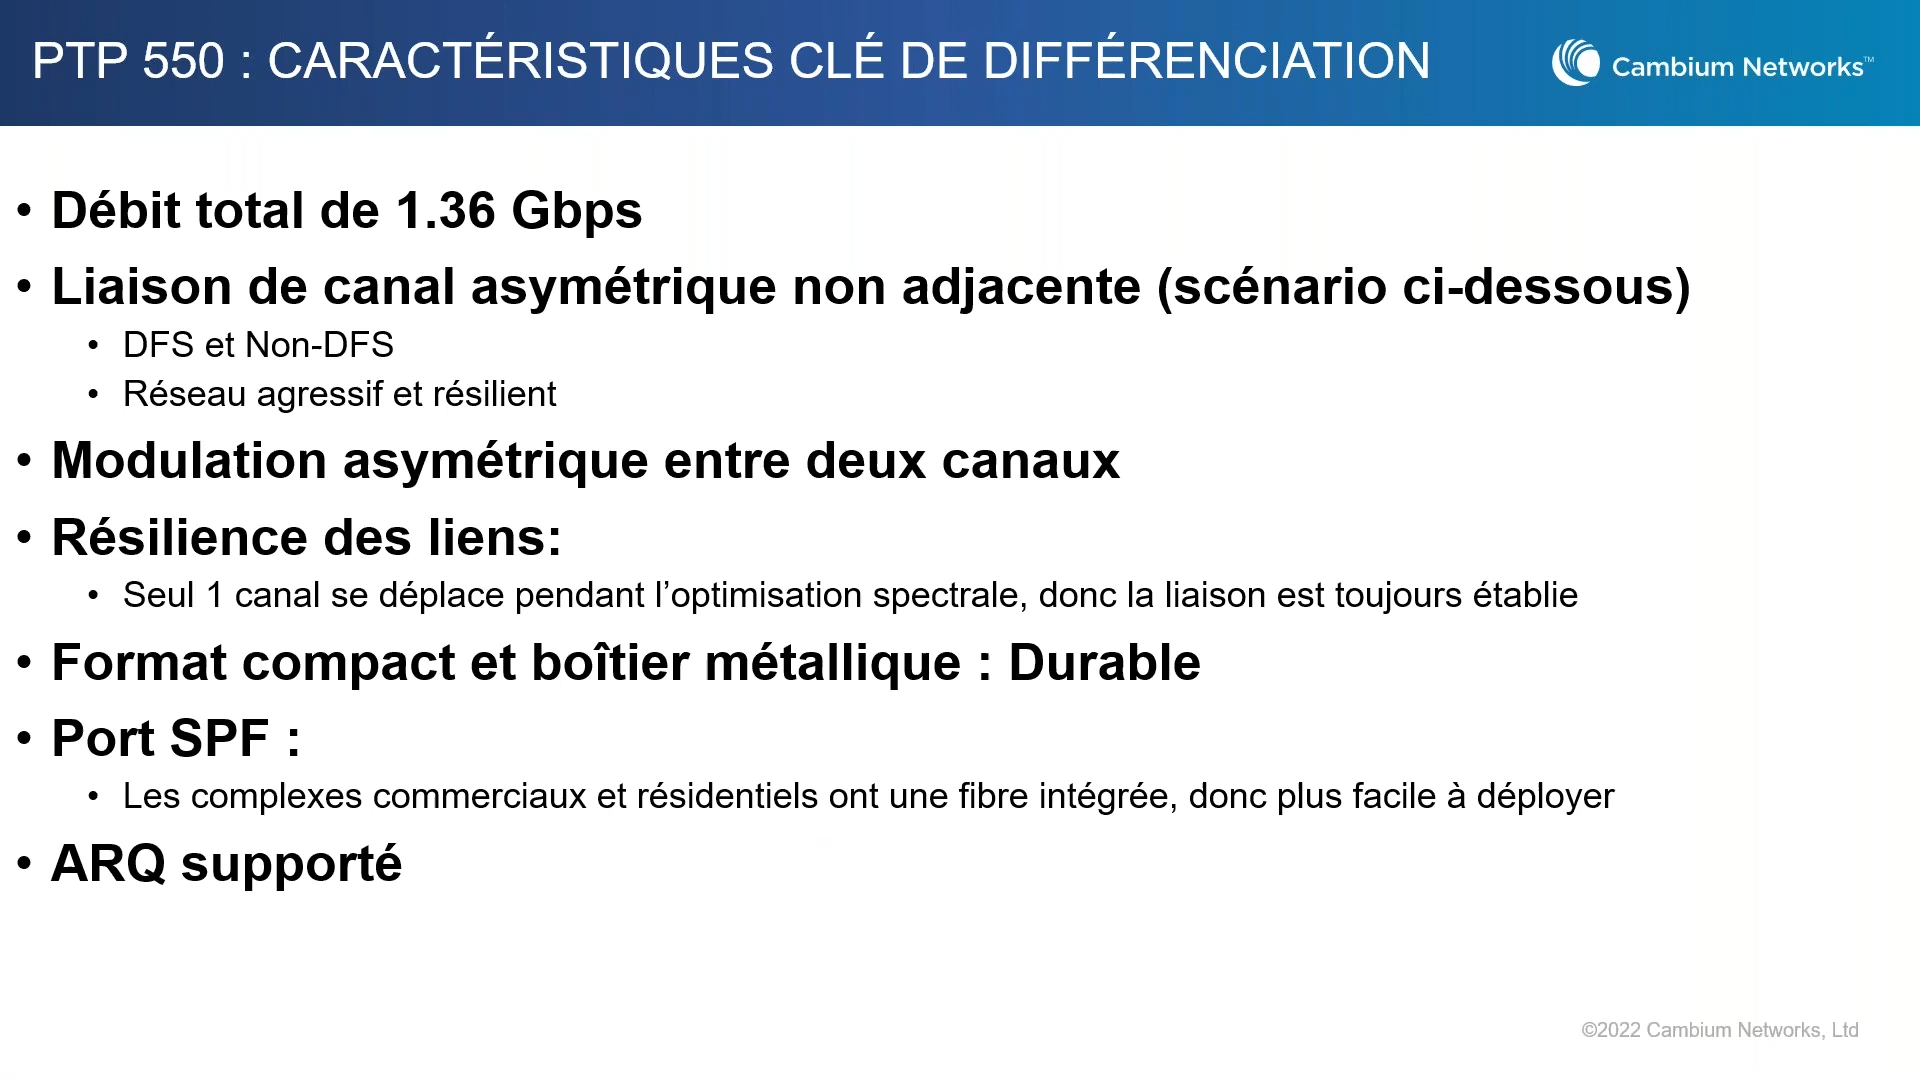 PTP 550 : CARACTÉRISTIQUES CLÉ DE DIFFÉRENCIATION
Cambium Networks™
• Débit total de 1.36 Gbps
• Liaison de canal asymétrique non adjacente (scénario ci-dessous)
• DFS et Non-DFS
• Réseau agressif et résilient
• Modulation asymétrique entre deux canaux
• Résilience des liens:
• Seul 1 canal se déplace pendant l’optimisation spectrale, donc la liaison est toujours établie
• Format compact et boîtier métallique : Durable
• Port SPF :
• Les complexes commerciaux et résidentiels ont une fibre intégrée, donc plus facile à déployer
• ARQ supporté
©2022 Cambium Networks, Ltd